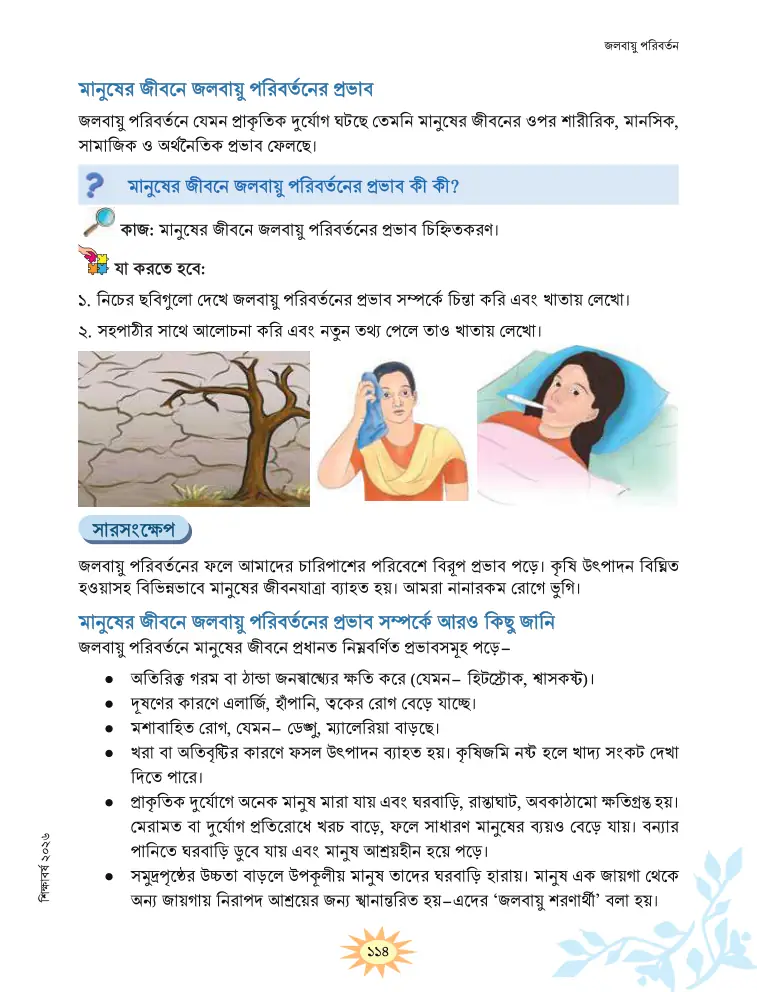 জলবায়ু পরিবর্তন
মানুষের জীবনে জলবায়ু পরিবর্তনের প্রভাব
জলবায়ু পরিবর্তনে যেমন প্রাকৃতিক দুর্যোগ ঘটছে তেমনি মানুষের জীবনের ওপর শারীরিক, মানসিক,
সামাজিক ও অর্থনৈতিক প্রভাব ফেলছে।
? মানুষের জীবনে জলবায়ু পরিবর্তনের প্রভাব কী কী?
কাজ: মানুষের জীবনে জলবায়ু পরিবর্তনের প্রভাব চিহ্নিতকরণ।
যা করতে হবে:
১. নিচের ছবিগুলো দেখে জলবায়ু পরিবর্তনের প্রভাব সম্পর্কে চিন্তা করি এবং খাতায় লেখো।
২. সহপাঠীর সাথে আলোচনা করি এবং নতুন তথ্য পেলে তাও খাতায় লেখো।
সারসংক্ষেপ
জলবায়ু পরিবর্তনের ফলে আমাদের চারিপাশের পরিবেশে বিরূপ প্রভাব পড়ে। কৃষি উৎপাদন বিঘ্নিত
হওয়াসহ বিভিন্নভাবে মানুষের জীবনযাত্রা ব্যাহত হয়। আমরা নানারকম রোগে ভুগি।
মানুষের জীবনে জলবায়ু পরিবর্তনের প্রভাব সম্পর্কে আরও কিছু জানি
জলবায়ু পরিবর্তনে মানুষের জীবনে প্রধানত নিম্নবর্ণিত প্রভাবসমূহ পড়ে–
● অতিরিক্ত গরম বা ঠান্ডা জনস্বাস্থ্যের ক্ষতি করে (যেমন– হিটস্ট্রোক, শ্বাসকষ্ট)।
● দূষণের কারণে এলার্জি, হাঁপানি, ত্বকের রোগ বেড়ে যাচ্ছে।
● মশাবাহিত রোগ, যেমন– ডেঙ্গু, ম্যালেরিয়া বাড়ছে।
● খরা বা অতিবৃষ্টির কারণে ফসল উৎপাদন ব্যাহত হয়। কৃষিজমি নষ্ট হলে খাদ্য সংকট দেখা
দিতে পারে।
● প্রাকৃতিক দুর্যোগে অনেক মানুষ মারা যায় এবং ঘরবাড়ি, রাস্তাঘাট, অবকাঠামো ক্ষতিগ্রস্ত হয়।
মেরামত বা দুর্যোগ প্রতিরোধে খরচ বাড়ে, ফলে সাধারণ মানুষের ব্যয়ও বেড়ে যায়। বন্যার
পানিতে ঘরবাড়ি ডুবে যায় এবং মানুষ আশ্রয়হীন হয়ে পড়ে।
● সমুদ্রপৃষ্ঠের উচ্চতা বাড়লে উপকূলীয় মানুষ তাদের ঘরবাড়ি হারায়। মানুষ এক জায়গা থেকে
অন্য জায়গায় নিরাপদ আশ্রয়ের জন্য স্থানান্তরিত হয়–এদের ‘জলবায়ু শরণার্থী’ বলা হয়।
শিক্ষাবর্ষ ২০২৬
১১৪